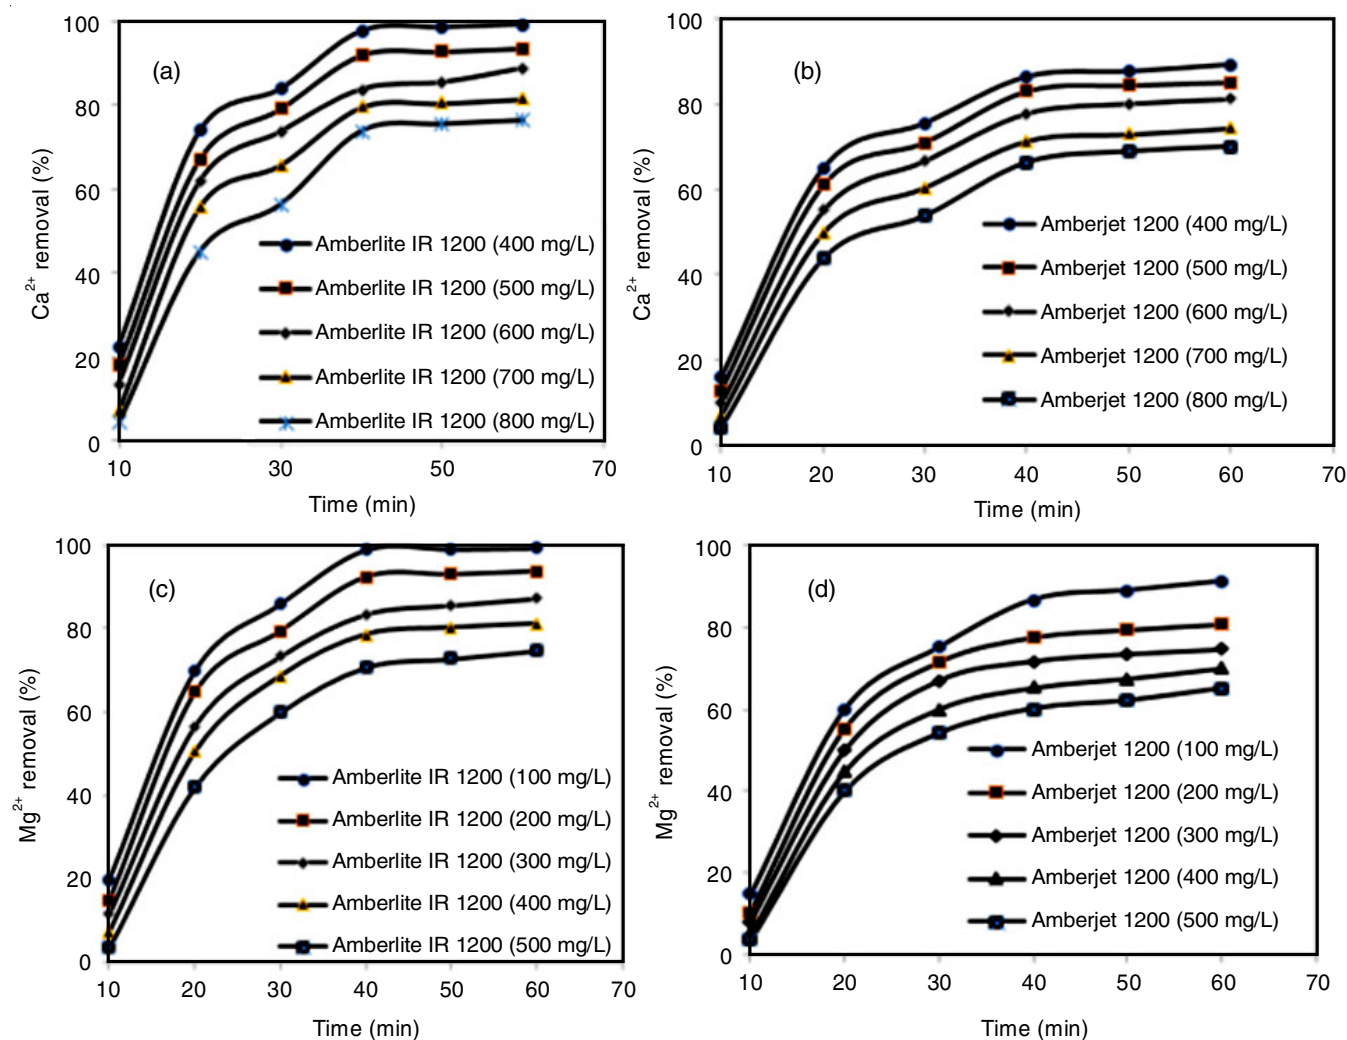 100
80
60
40
20
0
Ca2+ removal (%)
(a)
Amberlite IR 1200 (400 mg/L)
Amberlite IR 1200 (500 mg/L)
Amberlite IR 1200 (600 mg/L)
Amberlite IR 1200 (700 mg/L)
Amberlite IR 1200 (800 mg/L)
10 30 50 70
Time (min)
100
80
60
40
20
0
Ca2+ removal (%)
(b)
Amberjet 1200 (400 mg/L)
Amberjet 1200 (500 mg/L)
Amberjet 1200 (600 mg/L)
Amberjet 1200 (700 mg/L)
Amberjet 1200 (800 mg/L)
10 20 30 40 50 60 70
Time (min)
100
80
60
40
20
0
Mg2+ removal (%)
(c)
Amberlite IR 1200 (100 mg/L)
Amberlite IR 1200 (200 mg/L)
Amberlite IR 1200 (300 mg/L)
Amberlite IR 1200 (400 mg/L)
Amberlite IR 1200 (500 mg/L)
10 20 30 40 50 60 70
Time (min)
100
80
60
40
20
0
Mg2+ removal (%)
(d)
Amberjet 1200 (100 mg/L)
Amberjet 1200 (200 mg/L)
Amberjet 1200 (300 mg/L)
Amberjet 1200 (400 mg/L)
Amberjet 1200 (500 mg/L)
10 20 30 40 50 60 70
Time (min)